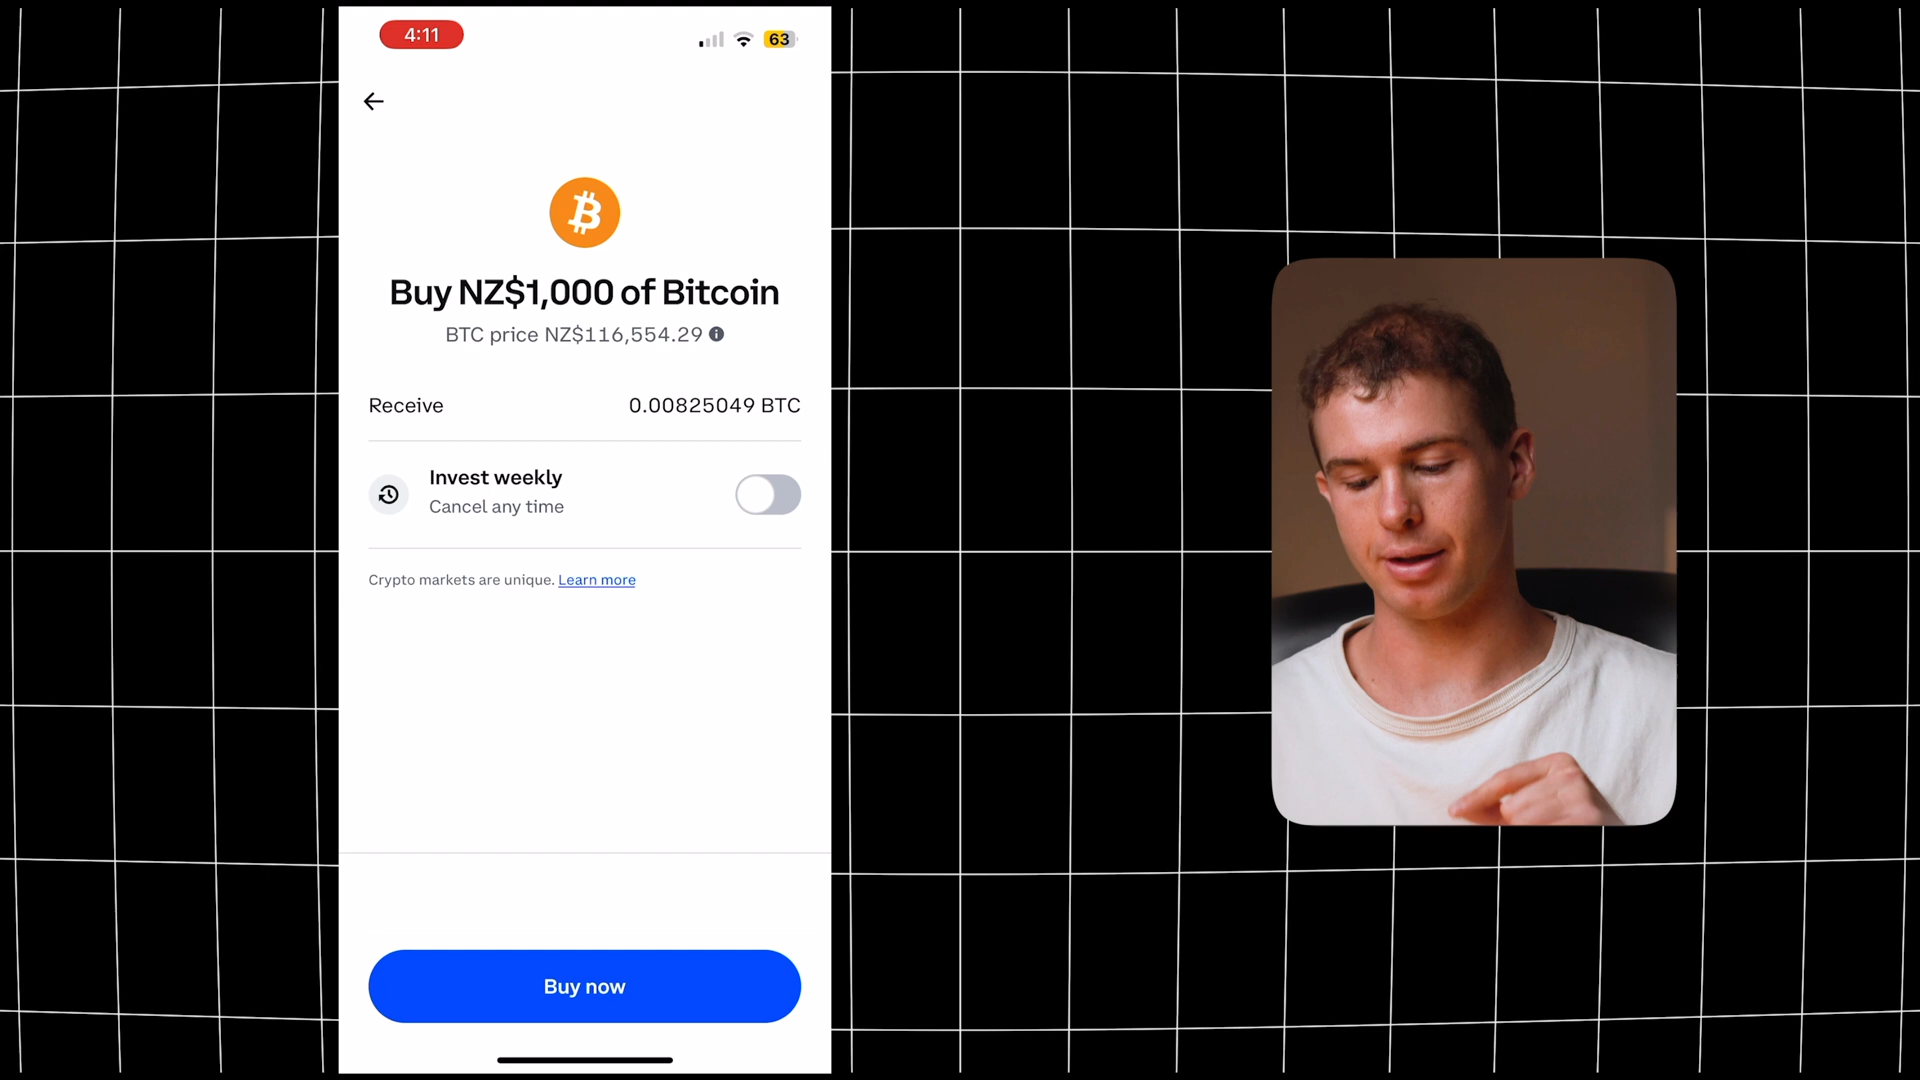 4:11
63
Buy NZ$1,000 of Bitcoin
BTC price NZ$116,554.29
Receive 0.00825049 BTC
Invest weekly
Cancel any time
Crypto markets are unique. Learn more
Buy now